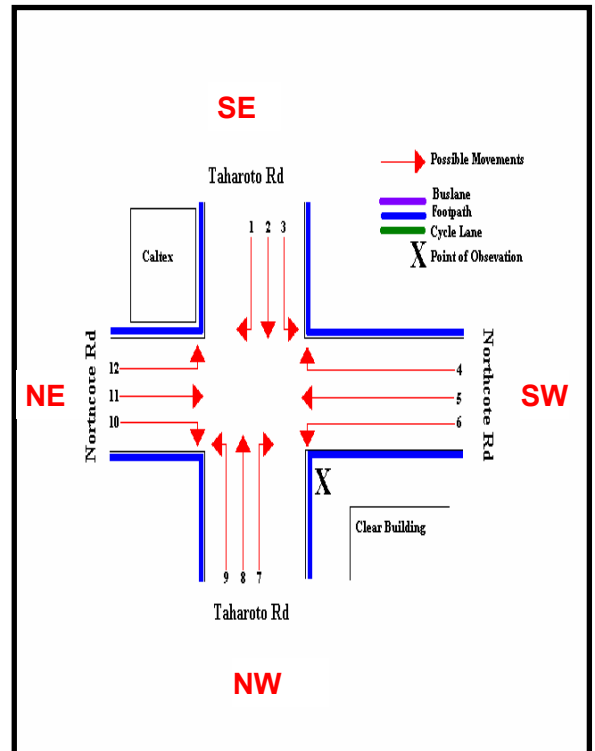 SE
Taharoto Rd
Possible Movements
Buslane
Footpath
Cycle Lane
X Point of Obsevation
1 2 3
Caltex
Nortncote Rd
Northcote Rd
12
4
NE
11
5
SW
10
6
X
Clear Building
9 8 7
Taharoto Rd
NW